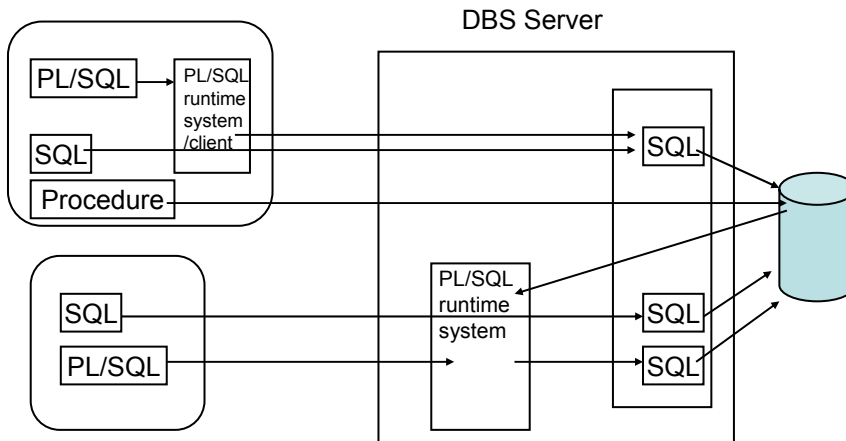 DBS Server
PL/SQL
PL/SQL
runtime
system
/client
SQL
SQL
Procedure
PL/SQL
runtime
system
SQL
SQL
PL/SQL
SQL